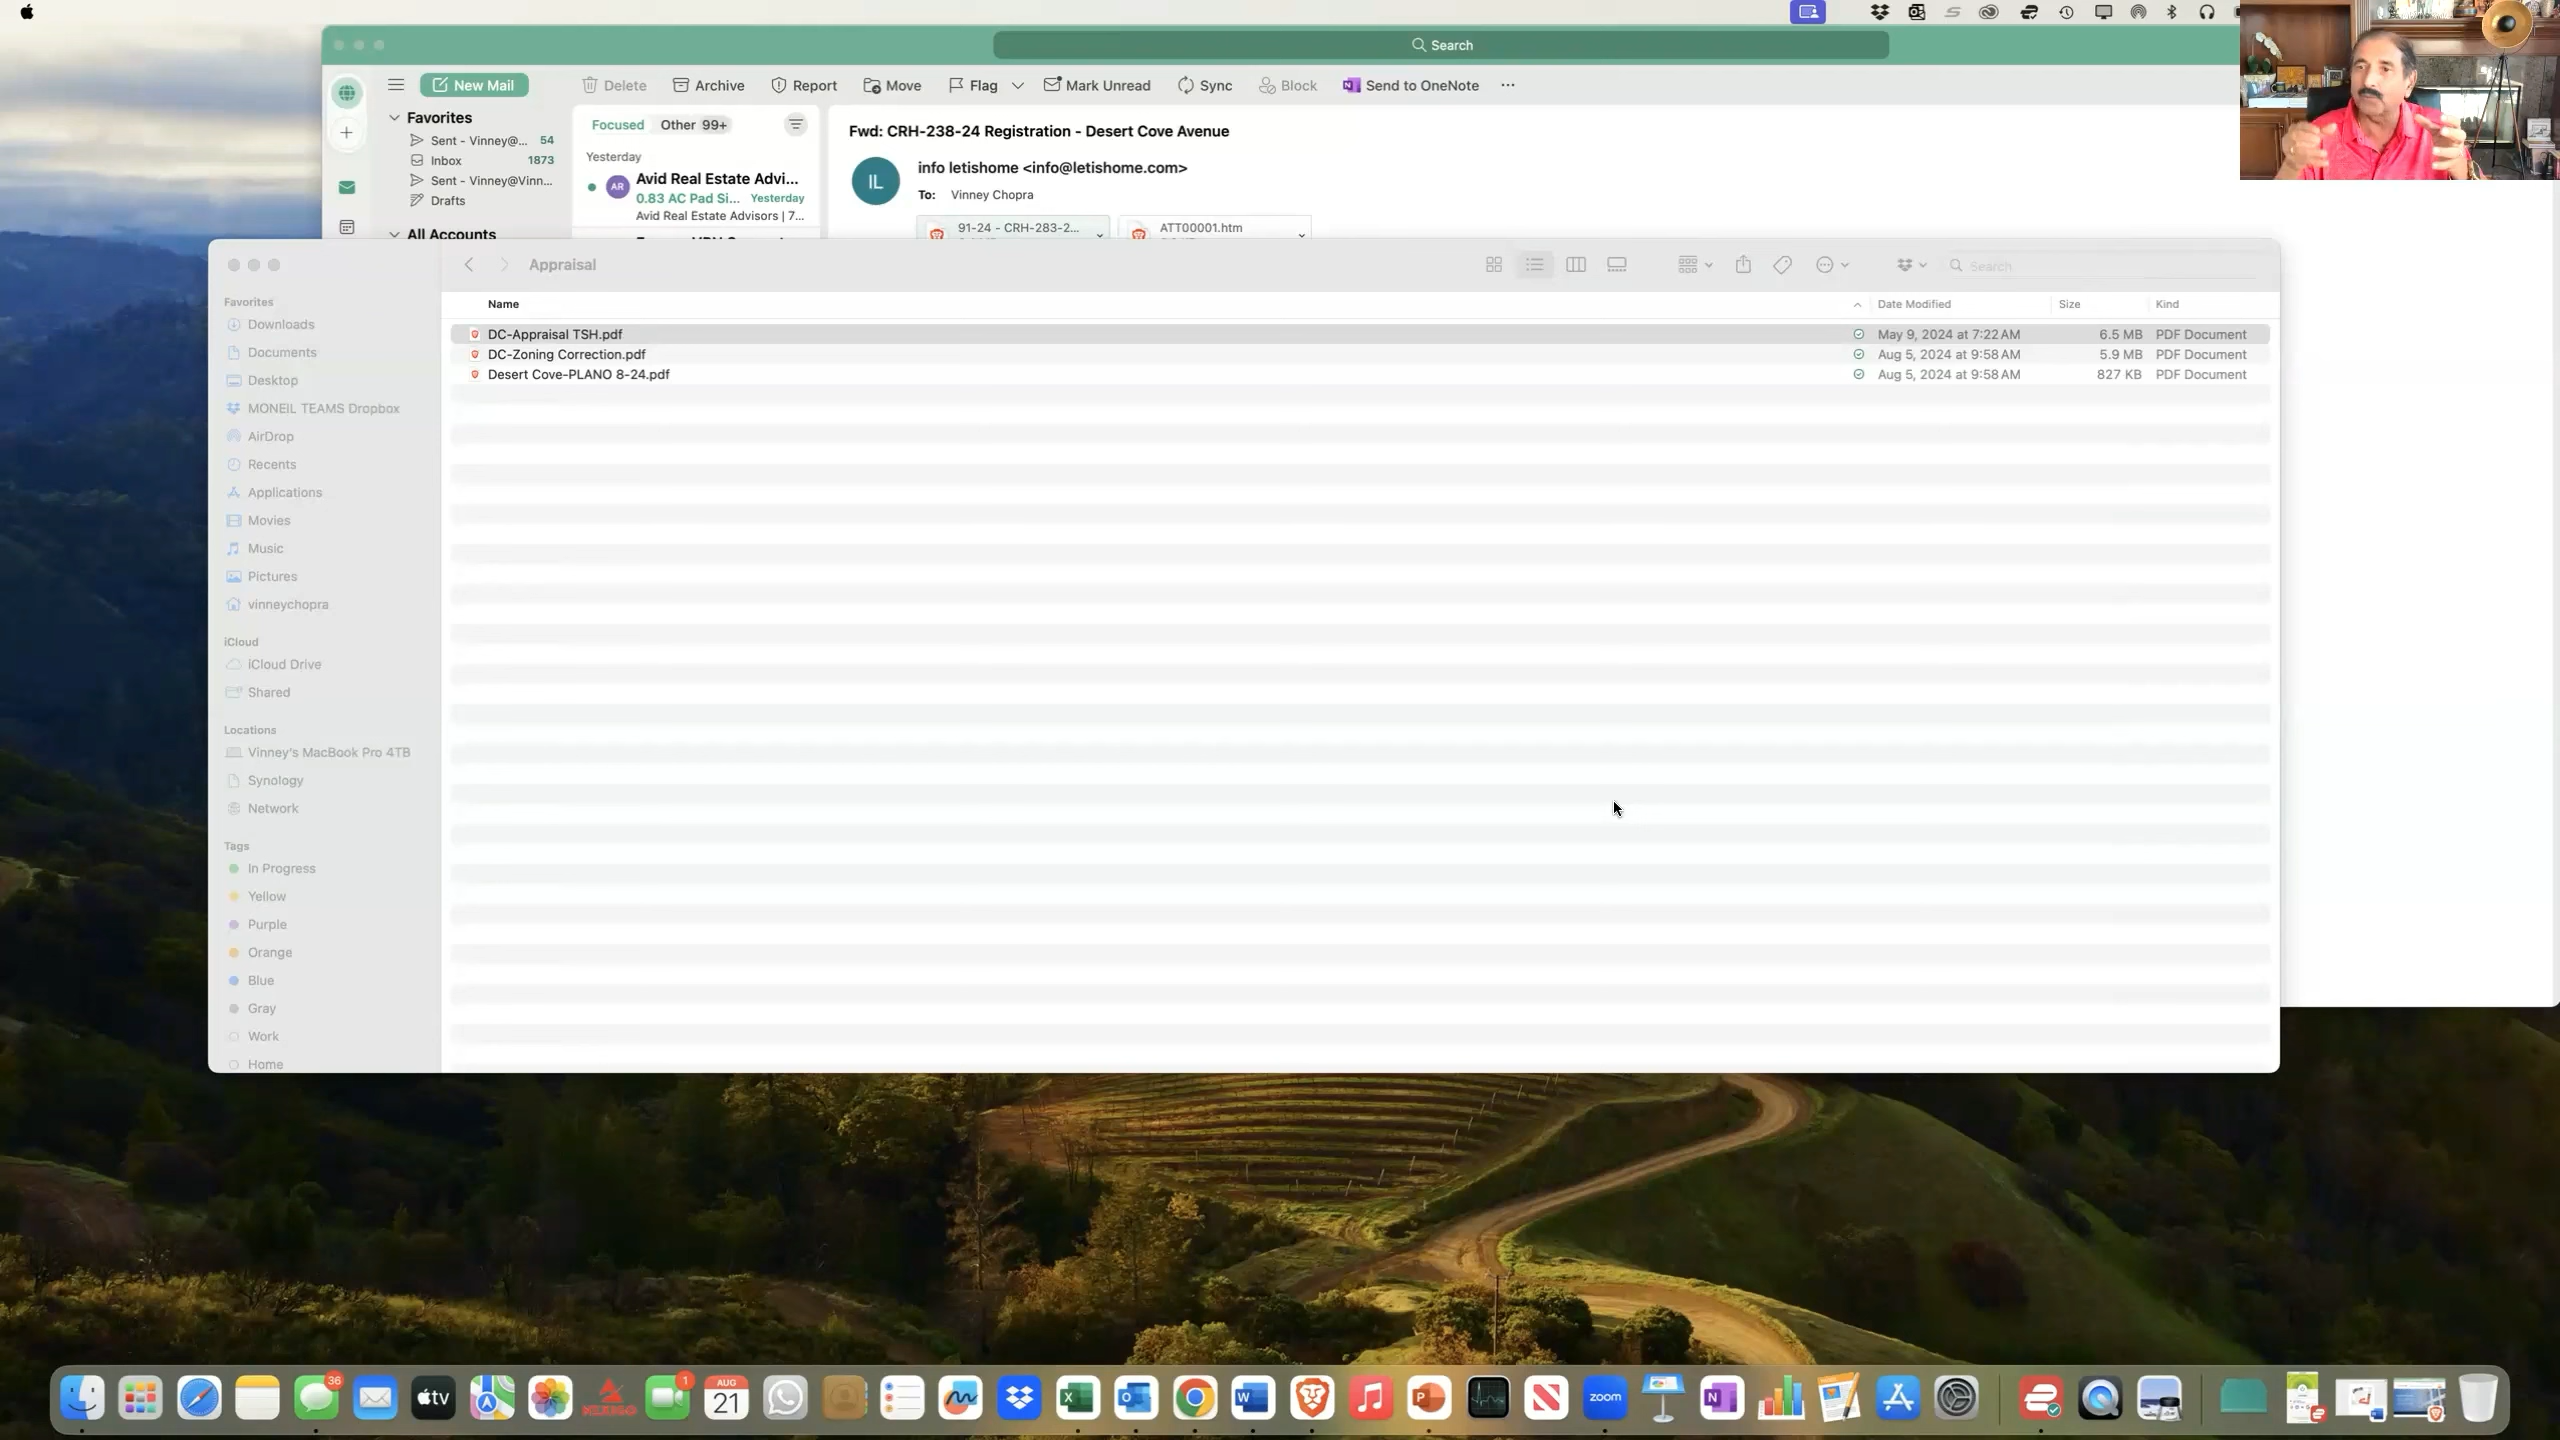 Search
New Mail
Delete
Archive
Report
Move
Flag
Mark Unread
Sync
Block
Send to OneNote
Favorites
Sent - Vinney@... 54
Inbox 1873
Sent - Vinney@Vinn...
Drafts
All Accounts
Focused Other 99+
Yesterday
AR
Avid Real Estate Advi...
0.83 AC Pad Si... Yesterday
Avid Real Estate Advisors | 7...
Fwd: CRH-238-24 Registration - Desert Cove Avenue
IL
info letishome <info@letishome.com>
To: Vinney Chopra
91-24 - CRH-283-2...
ATT00001.htm
Appraisal
Search
Favorites
Downloads
Documents
Desktop
MONEIL TEAMS Dropbox
AirDrop
Recents
Applications
Movies
Music
Pictures
vinneychopra
iCloud
iCloud Drive
Shared
Locations
Vinney's MacBook Pro 4TB
Synology
Network
Tags
In Progress
Yellow
Purple
Orange
Blue
Gray
Work
Home
Name Date Modified Size Kind
DC-Appraisal TSH.pdf May 9, 2024 at 7:22 AM 6.5 MB PDF Document
DC-Zoning Correction.pdf Aug 5, 2024 at 9:58 AM 5.9 MB PDF Document
Desert Cove-PLANO 8-24.pdf Aug 5, 2024 at 9:58 AM 827 KB PDF Document
36
tv
1
AUG
21
zoom